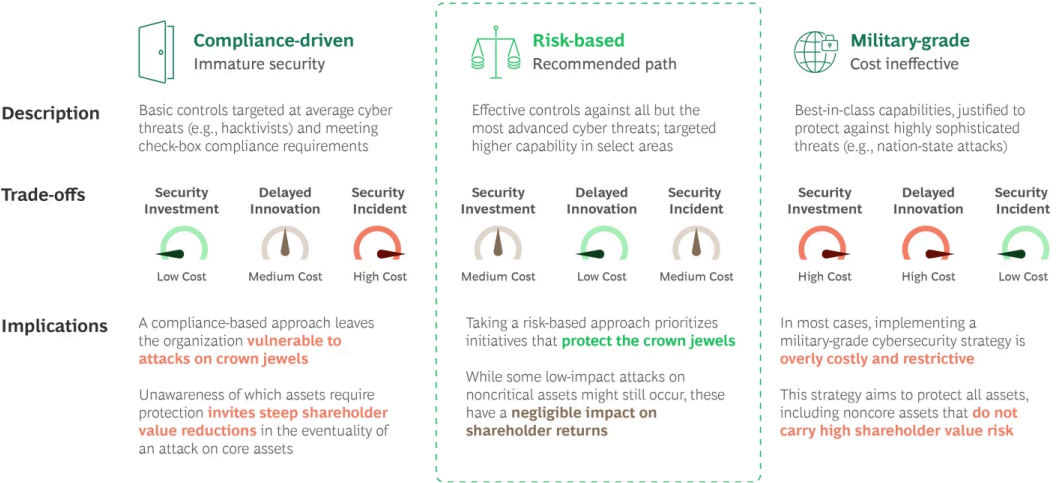 Compliance-driven
Immature security
Risk-based
Recommended path
Military-grade
Cost ineffective
Description
Basic controls targeted at average cyber
threats (e.g., hacktivists) and meeting
check-box compliance requirements
Effective controls against all but the
most advanced cyber threats; targeted
higher capability in select areas
Best-in-class capabilities, justified to
protect against highly sophisticated
threats (e.g., nation-state attacks)
Trade-offs
Security
Investment
Low Cost
Delayed
Innovation
Medium Cost
Security
Incident
High Cost
Security
Investment
Medium Cost
Delayed
Innovation
Low Cost
Security
Incident
Medium Cost
Security
Investment
High Cost
Delayed
Innovation
High Cost
Security
Incident
Low Cost
Implications
A compliance-based approach leaves
the organization vulnerable to
attacks on crown jewels
Unawareness of which assets require
protection invites steep shareholder
value reductions in the eventuality of
an attack on core assets
Taking a risk-based approach prioritizes
initiatives that protect the crown jewels
While some low-impact attacks on
noncritical assets might still occur, these
have a negligible impact on
shareholder returns
In most cases, implementing a
military-grade cybersecurity strategy is
overly costly and restrictive
This strategy aims to protect all assets,
including noncore assets that do not
carry high shareholder value risk